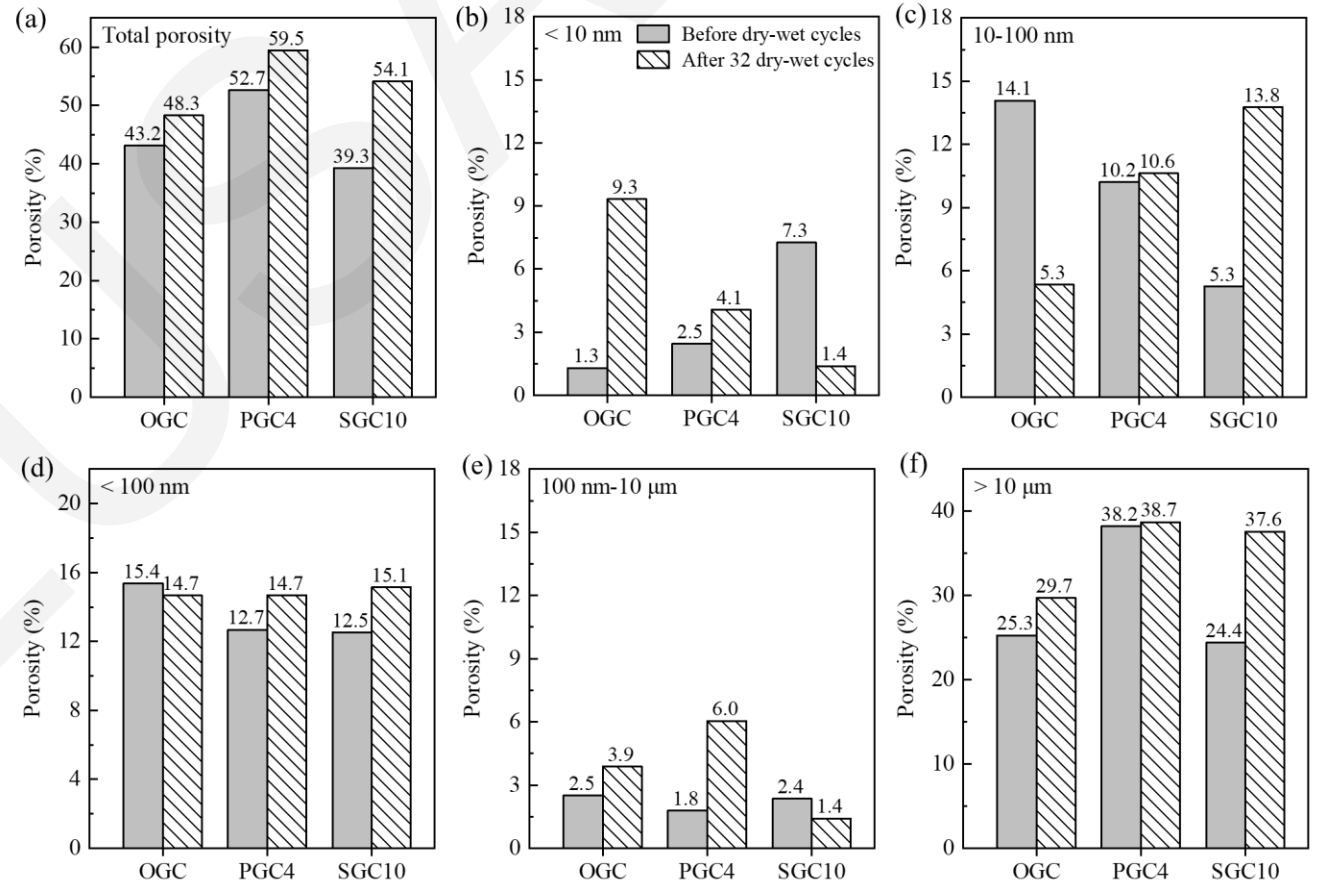 (a)
Total porosity
Porosity (%)
60
50
40
30
20
10
0
43.2
48.3
52.7
59.5
39.3
54.1
OGC
PGC4
SGC10
(b)
< 10 nm
Before dry-wet cycles
After 32 dry-wet cycles
Porosity (%)
18
15
12
9
6
3
0
1.3
9.3
2.5
4.1
7.3
1.4
OGC
PGC4
SGC10
(c)
10-100 nm
Porosity (%)
18
15
12
9
6
3
0
14.1
5.3
10.2
10.6
5.3
13.8
OGC
PGC4
SGC10
(d)
< 100 nm
Porosity (%)
20
16
12
8
4
0
15.4
14.7
12.7
14.7
12.5
15.1
OGC
PGC4
SGC10
(e)
100 nm-10 μm
Porosity (%)
18
15
12
9
6
3
0
2.5
3.9
1.8
6.0
2.4
1.4
OGC
PGC4
SGC10
(f)
> 10 μm
Porosity (%)
40
30
20
10
0
25.3
29.7
38.2
38.7
24.4
37.6
OGC
PGC4
SGC10